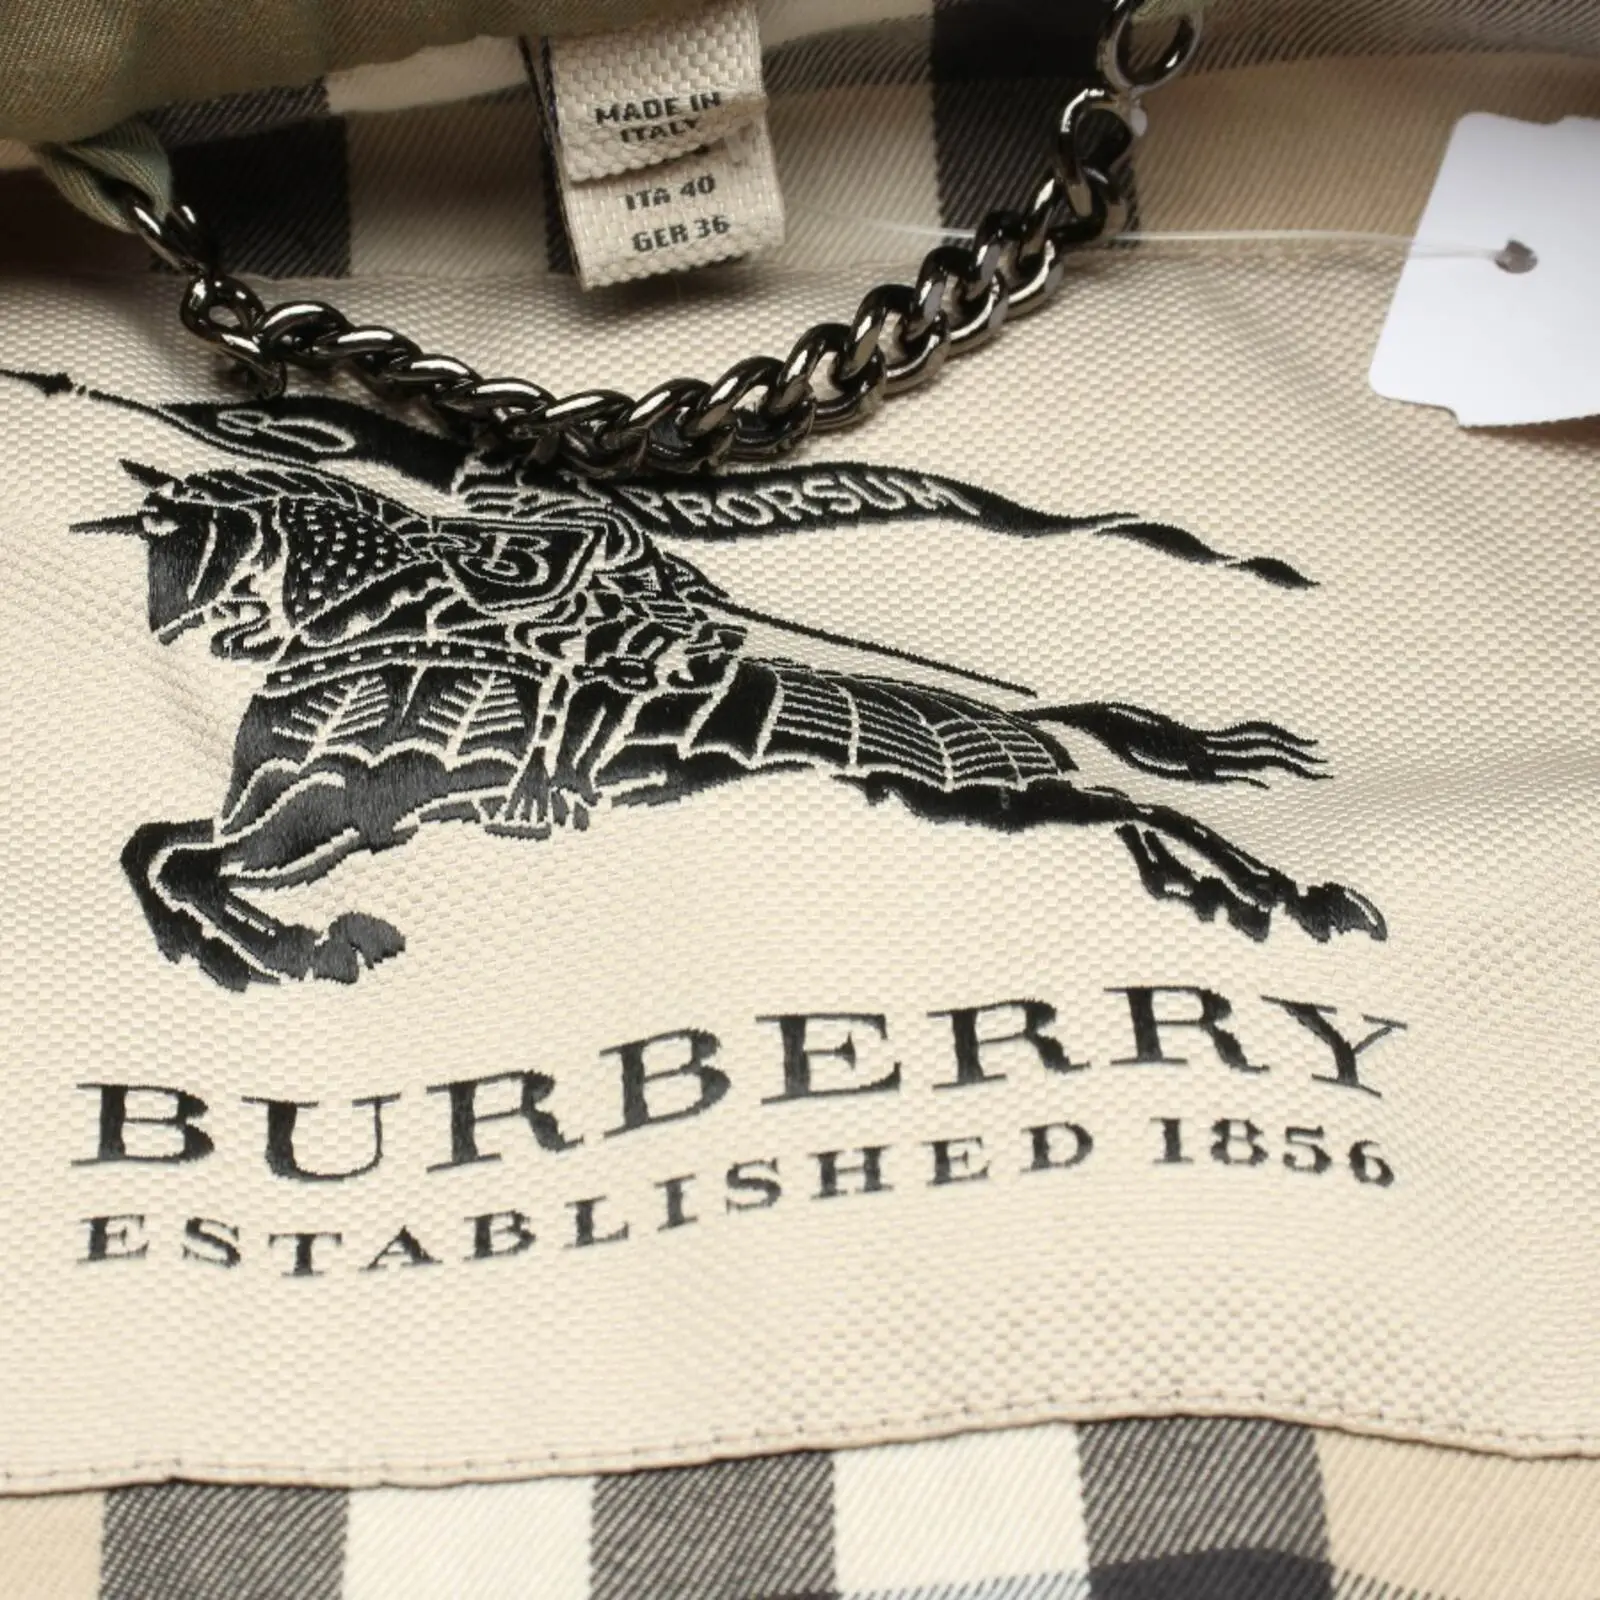 MADE IN
ITALY
ITA 40
GER 36
PRORSUM
B
BURBERRY
ESTABLISHED 1856